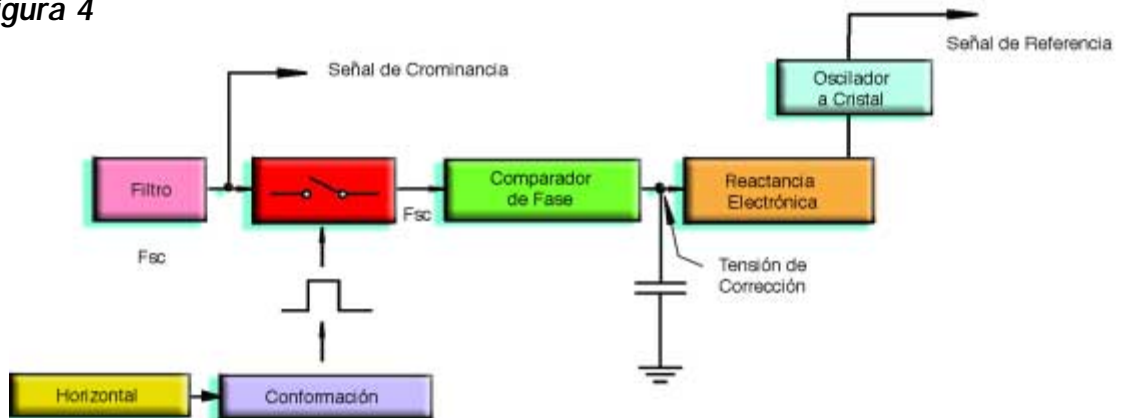 igura 4
Señal de Referencia
Señal de Crominancia
Oscilador
a Cristal
Filtro
Fsc
Fsc
Comparador
de Fase
Reactancia
Electrónica
Tensión de
Corrección
Horizontal
Conformación